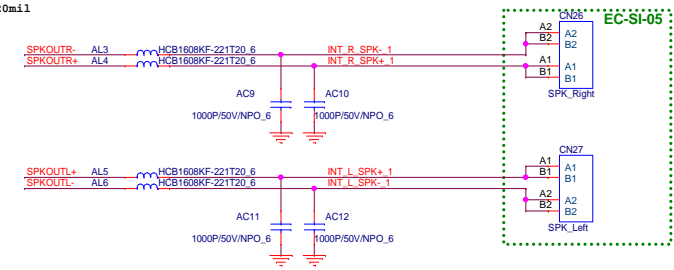 20mil
CN26
EC-SI-05
SPKOUTR- AL3 HCB1608KF-221T20_6 INT_R_SPK-_1 A2 A2
B2 B2
SPKOUTR+ AL4 HCB1608KF-221T20_6 INT_R_SPK+_1 A1 A1
B1 B1
SPK_Right
AC9 AC10
1000P/50V/NPO_6 1000P/50V/NPO_6
CN27
SPKOUTL+ AL5 HCB1608KF-221T20_6 INT_L_SPK+_1 A1 A1
B1 B1
SPKOUTL- AL6 HCB1608KF-221T20_6 INT_L_SPK-_1 A2 A2
B2 B2
SPK_Left
AC11 AC12
1000P/50V/NPO_6 1000P/50V/NPO_6